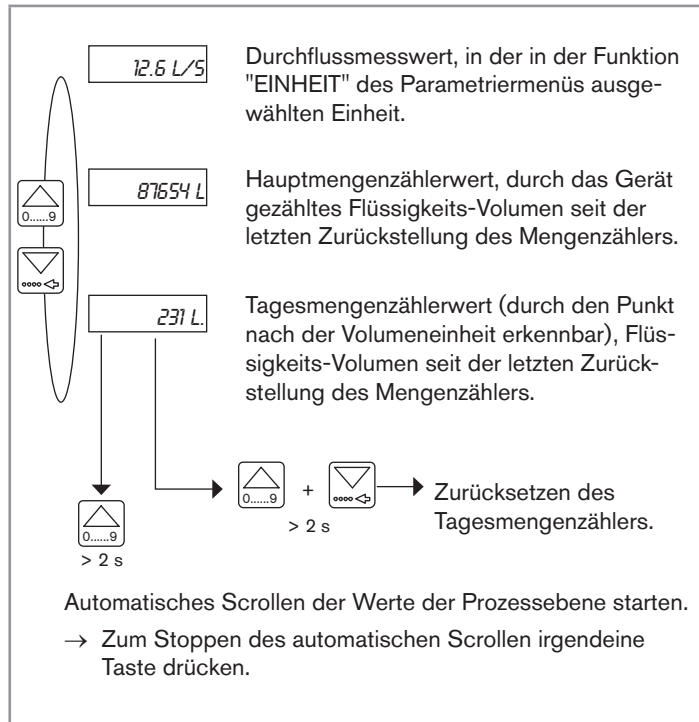 12.6 L/S
Durchflussmesswert, in der in der Funktion
"EINHEIT" des Parametriermenüs ausge-
wählten Einheit.
87654 L
Hauptmengenzählerwert, durch das Gerät
gezähltes Flüssigkeits-Volumen seit der
letzten Zurückstellung des Mengenzählers.
0......9
231 L.
Tagesmengenzählerwert (durch den Punkt
nach der Volumeneinheit erkennbar), Flüs-
sigkeits-Volumen seit der letzten Zurück-
stellung des Mengenzählers.
0......9 +
> 2 s
Zurücksetzen des
Tagesmengenzählers.
0......9
> 2 s
Automatisches Scrollen der Werte der Prozessebene starten.
→ Zum Stoppen des automatischen Scrollen irgendeine
Taste drücken.